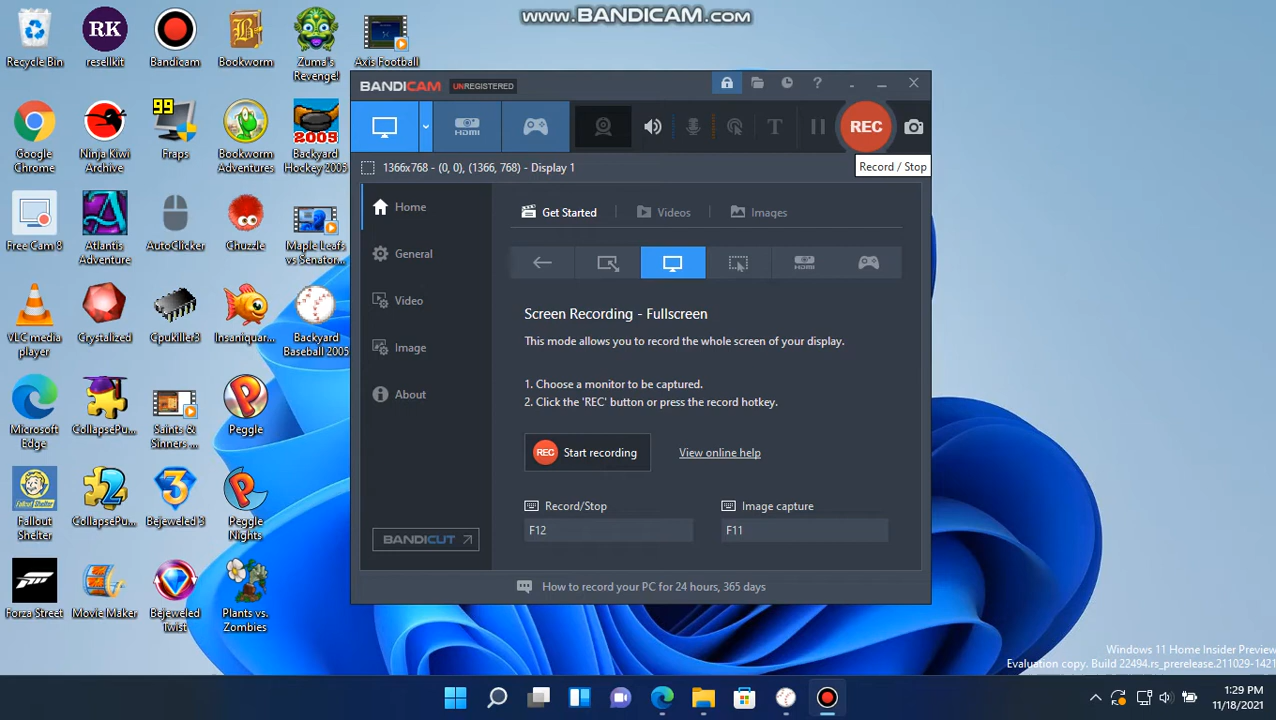 www.BANDICAM.com
Recycle Bin
resellkit
Bandicam
Bookworm
Zuma's Revenge!
Axis Football
Google Chrome
Ninja Kiwi Archive
99
Fraps
Bookworm Adventures
2005
Backyard Hockey 2005
Free Cam 8
Atlantis Adventure
AutoClicker
Chuzzle
Maple Leafs vs Senator...
VLC media player
Crystalized
Cpukiller3
Insaniquar...
Backyard Baseball 2005
Microsoft Edge
CollapsePu...
Saints & Sinners ...
Peggle
Fallout Shelter
CollapsePu...
Bejeweled 3
Peggle Nights
Forza Street
Movie Maker
Bejeweled Twist
Plants vs. Zombies
BANDICAM UNREGISTERED
HDMI
REC
Record / Stop
1366x768 - (0, 0), (1366, 768) - Display 1
Home
General
Video
Image
About
BANDICUT
Get Started
Videos
Images
HDMI
Screen Recording - Fullscreen
This mode allows you to record the whole screen of your display.
1. Choose a monitor to be captured.
2. Click the 'REC' button or press the record hotkey.
REC Start recording
View online help
Record/Stop
F12
Image capture
F11
How to record your PC for 24 hours, 365 days
Windows 11 Home Insider Preview
Evaluation copy. Build 22494.rs_prerelease.211029-1421
1:29 PM
11/18/2021